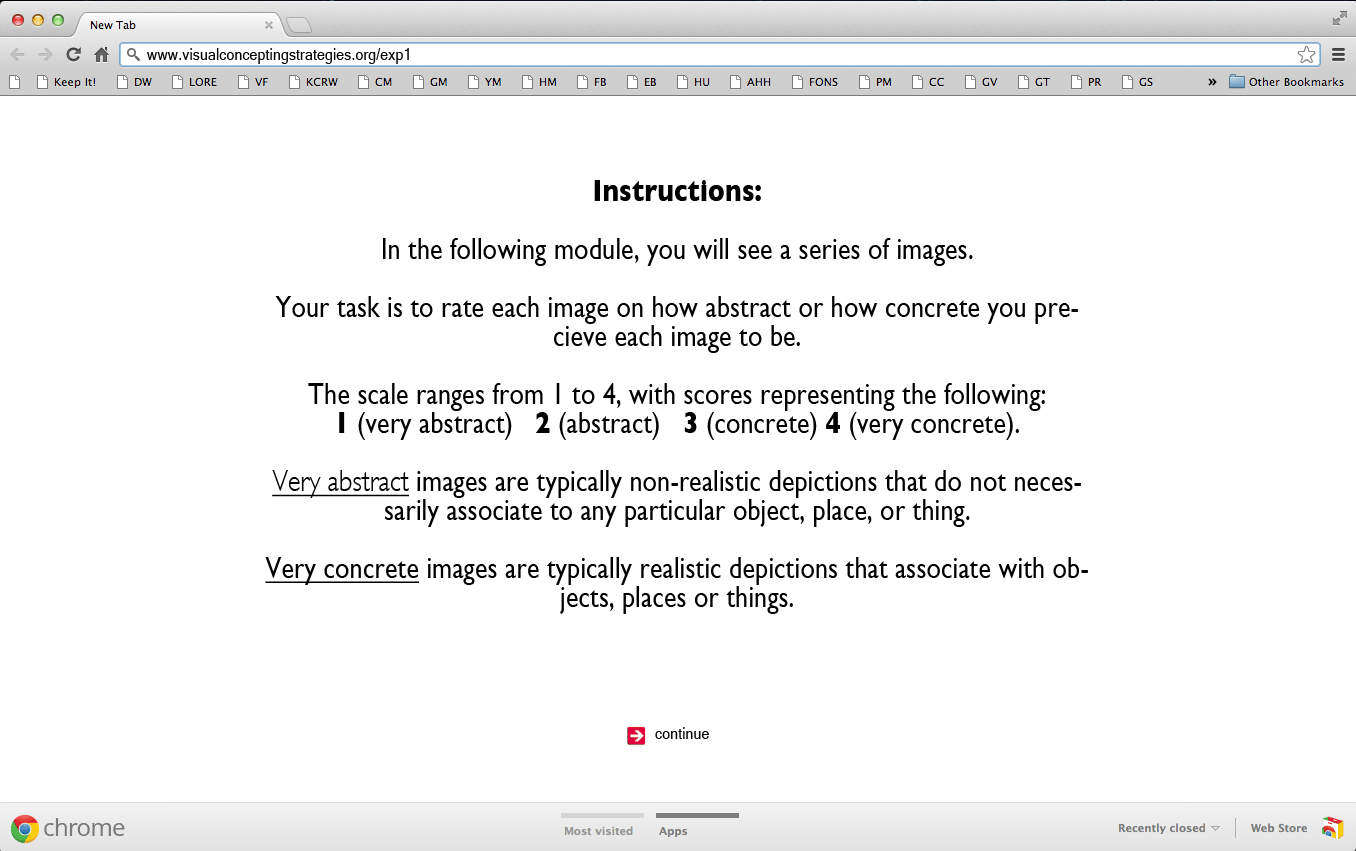 New Tab
www.visualconceptingstrategies.org/exp1
Keep It! DW LORE VF KCRW CM GM YM HM FB EB HU AHH FONS PM CC GV GT PR GS » Other Bookmarks
Instructions:
In the following module, you will see a series of images.
Your task is to rate each image on how abstract or how concrete you pre-
cieve each image to be.
The scale ranges from 1 to 4, with scores representing the following:
1 (very abstract) 2 (abstract) 3 (concrete) 4 (very concrete).
Very abstract images are typically non-realistic depictions that do not neces-
sarily associate to any particular object, place, or thing.
Very concrete images are typically realistic depictions that associate with ob-
jects, places or things.
continue
chrome Most visited Apps Recently closed Web Store